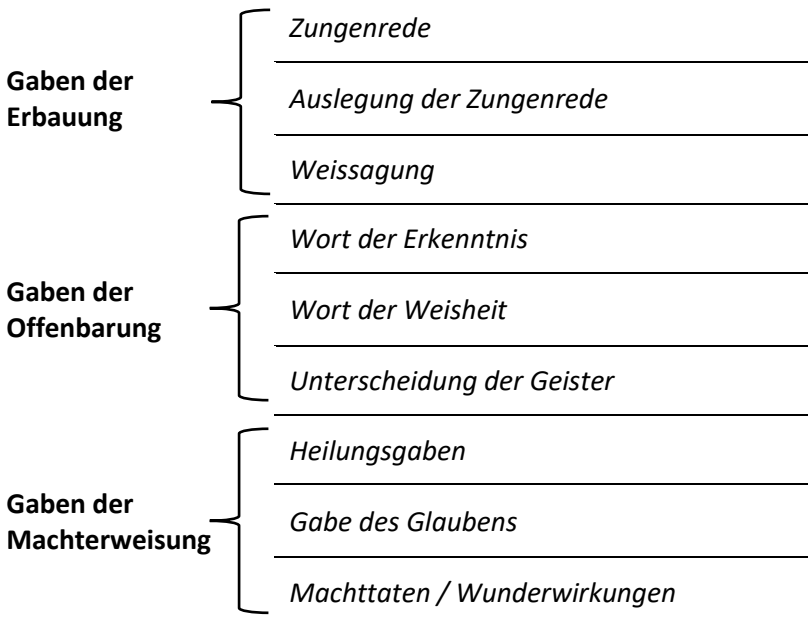 Zungenrede
Gaben der
Erbauung
Auslegung der Zungenrede
Weissagung
Wort der Erkenntnis
Gaben der
Offenbarung
Wort der Weisheit
Unterscheidung der Geister
Heilungsgaben
Gaben der
Machterweisung
Gabe des Glaubens
Machttaten / Wunderwirkungen